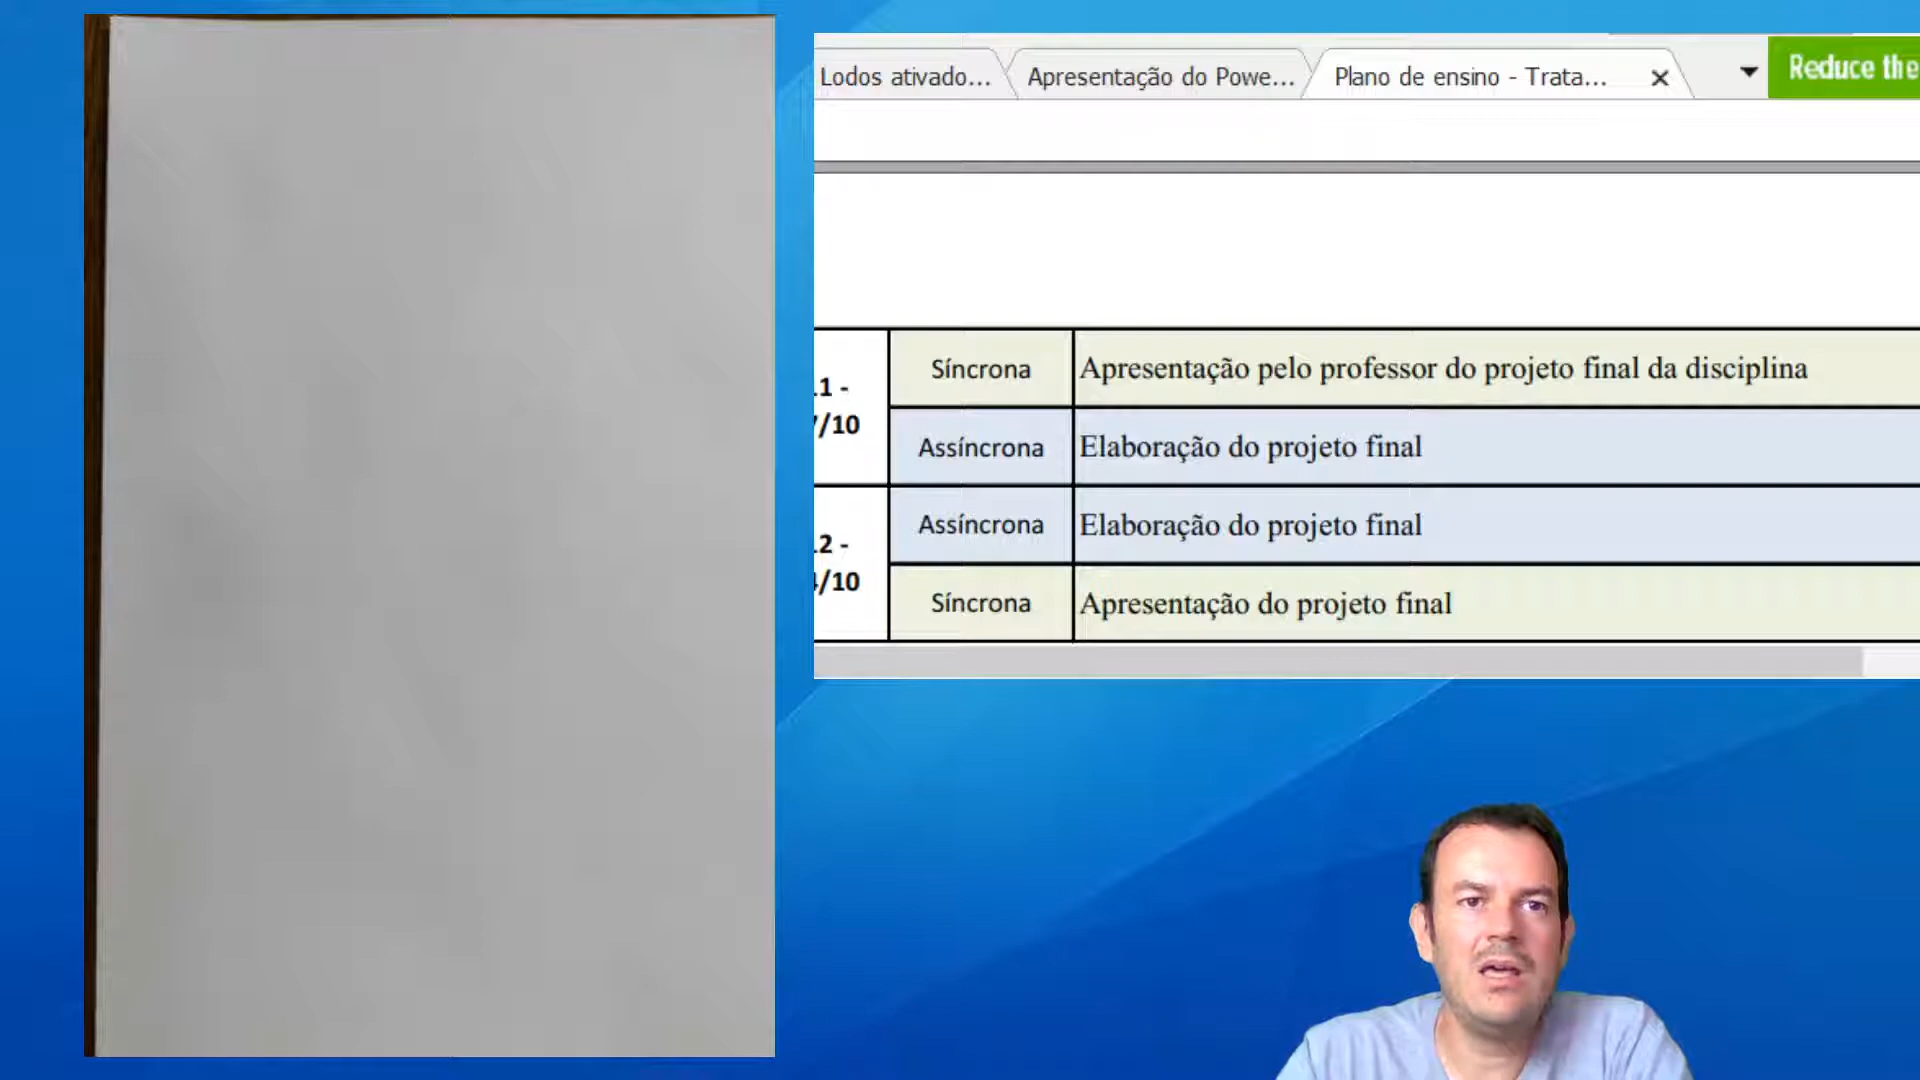 Lodos ativado... Apresentação do Powe... Plano de ensino - Trata... Reduce the
Síncrona Apresentação pelo professor do projeto final da disciplina
1 -
/10
Assíncrona Elaboração do projeto final
Assíncrona Elaboração do projeto final
2 -
/10
Síncrona Apresentação do projeto final